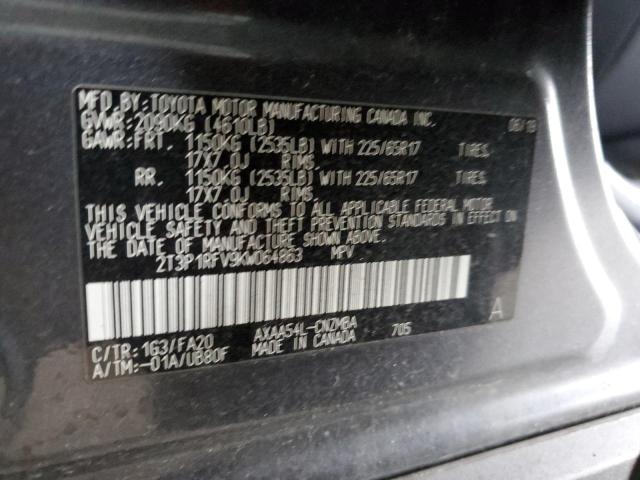 MFD.BY:TOYOTA MOTOR MANUFACTURING CANADA INC.
GVWR:2090KG (4610LB) 06/19
GAWR:FRT. 1150KG (2535LB) WITH 225/65R17 TIRES,
17X7.0J RIMS,
RR. 1150KG (2535LB) WITH 225/65R17 TIRES,
17X7.0J RIMS,
THIS VEHICLE CONFORMS TO ALL APPLICABLE FEDERAL MOTOR
VEHICLE SAFETY AND THEFT PREVENTION STANDARDS IN EFFECT ON
THE DATE OF MANUFACTURE SHOWN ABOVE.
2T3P1RFV9KW064863 MPV
C/TR:1G3/FA20 AXAA54L-CNZMBA 705 A
A/TM:-01A/UB80F MADE IN CANADA